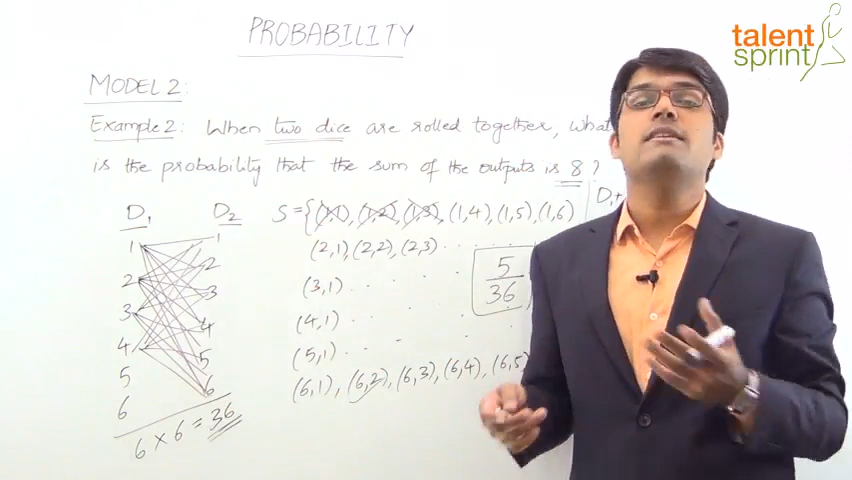 PROBABILITY
talent
sprint
MODEL 2:
Example 2: When two dice are rolled together, what
is the probability that the sum of the outputs is 8?
D₁ D₂ S = {(1,1), (1,2), (1,3), (1,4), (1,5), (1,6)
D₁+
1 1 (2,1), (2,2), (2,3) . . . .
2 2 (3,1) . . . . 5/36
3 3
4 4 (4,1) . . . .
5 5 (5,1) . . . .
6 6 (6,1), (6,2), (6,3), (6,4), (6,5)
6 × 6 = 36